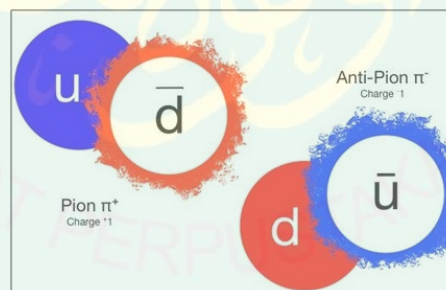 u
d̅
Anti-Pion π⁻
Charge ⁻1
Pion π⁺
Charge ⁺1
d
ū